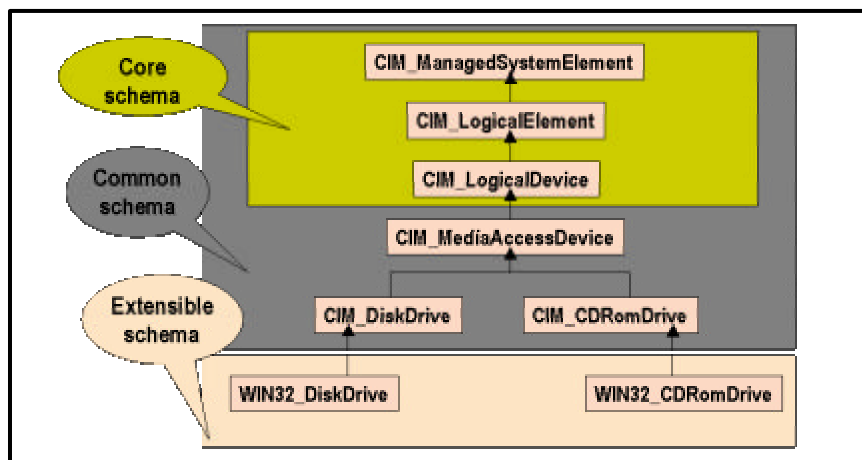 Core
schema
CIM_ManagedSystemElement
CIM_LogicalElement
CIM_LogicalDevice
Common
schema
CIM_MediaAccessDevice
CIM_DiskDrive
CIM_CDRomDrive
Extensible
schema
WIN32_DiskDrive
WIN32_CDRomDrive